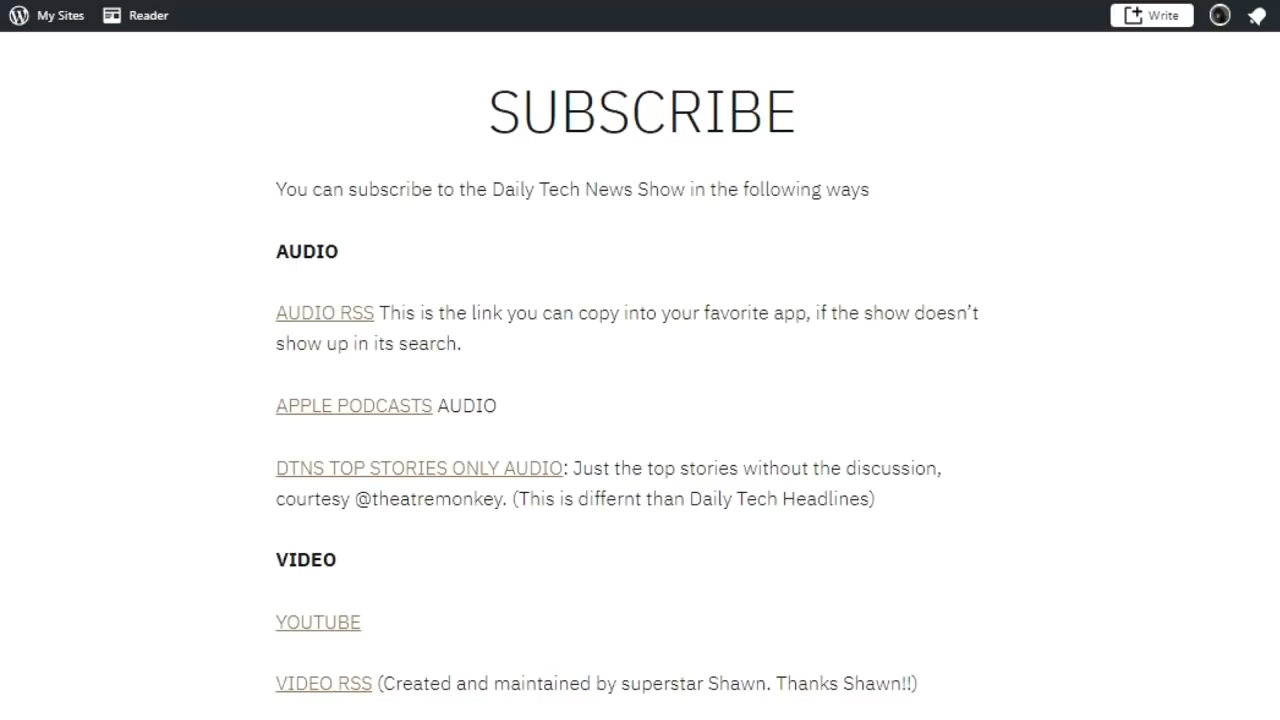 My Sites Reader Write
SUBSCRIBE
You can subscribe to the Daily Tech News Show in the following ways
AUDIO
AUDIO RSS This is the link you can copy into your favorite app, if the show doesn’t
show up in its search.
APPLE PODCASTS AUDIO
DTNS TOP STORIES ONLY AUDIO: Just the top stories without the discussion,
courtesy @theatremonkey. (This is differnt than Daily Tech Headlines)
VIDEO
YOUTUBE
VIDEO RSS (Created and maintained by superstar Shawn. Thanks Shawn!!)